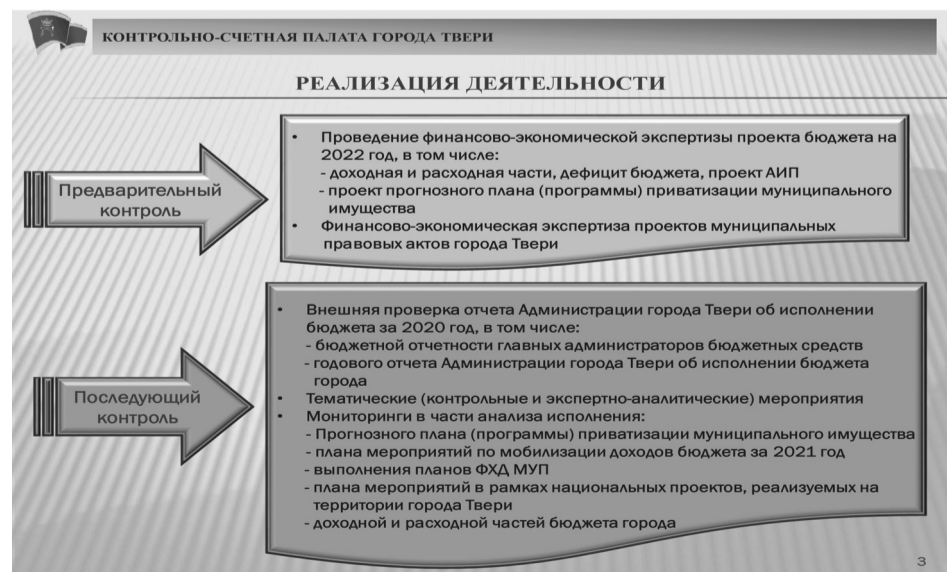 КОНТРОЛЬНО-СЧЕТНАЯ ПАЛАТА ГОРОДА ТВЕРИ
РЕАЛИЗАЦИЯ ДЕЯТЕЛЬНОСТИ
Предварительный
контроль
• Проведение финансово-экономической экспертизы проекта бюджета на
2022 год, в том числе:
- доходная и расходная части, дефицит бюджета, проект АИП
- проект прогнозного плана (программы) приватизации муниципального
имущества
• Финансово-экономическая экспертиза проектов муниципальных
правовых актов города Твери
Последующий
контроль
• Внешняя проверка отчета Администрации города Твери об исполнении
бюджета за 2020 год, в том числе:
- бюджетной отчетности главных администраторов бюджетных средств
- годового отчета Администрации города Твери об исполнении бюджета
города
• Тематические (контрольные и экспертно-аналитические) мероприятия
• Мониторинги в части анализа исполнения:
- Прогнозного плана (программы) приватизации муниципального имущества
- плана мероприятий по мобилизации доходов бюджета за 2021 год
- выполнения планов ФХД МУП
- плана мероприятий в рамках национальных проектов, реализуемых на
территории города Твери
- доходной и расходной частей бюджета города
3